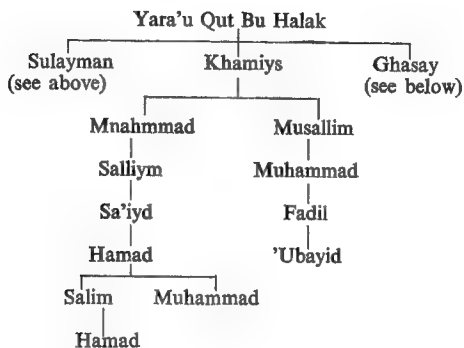 Yara'u Qut Bu Halak
Sulayman Khamiys Ghasay
(see above) (see below)
Mnahmmad Musallim
Salliym Muhammad
Sa'iyd Fadil
Hamad 'Ubayid
Salim Muhammad
Hamad